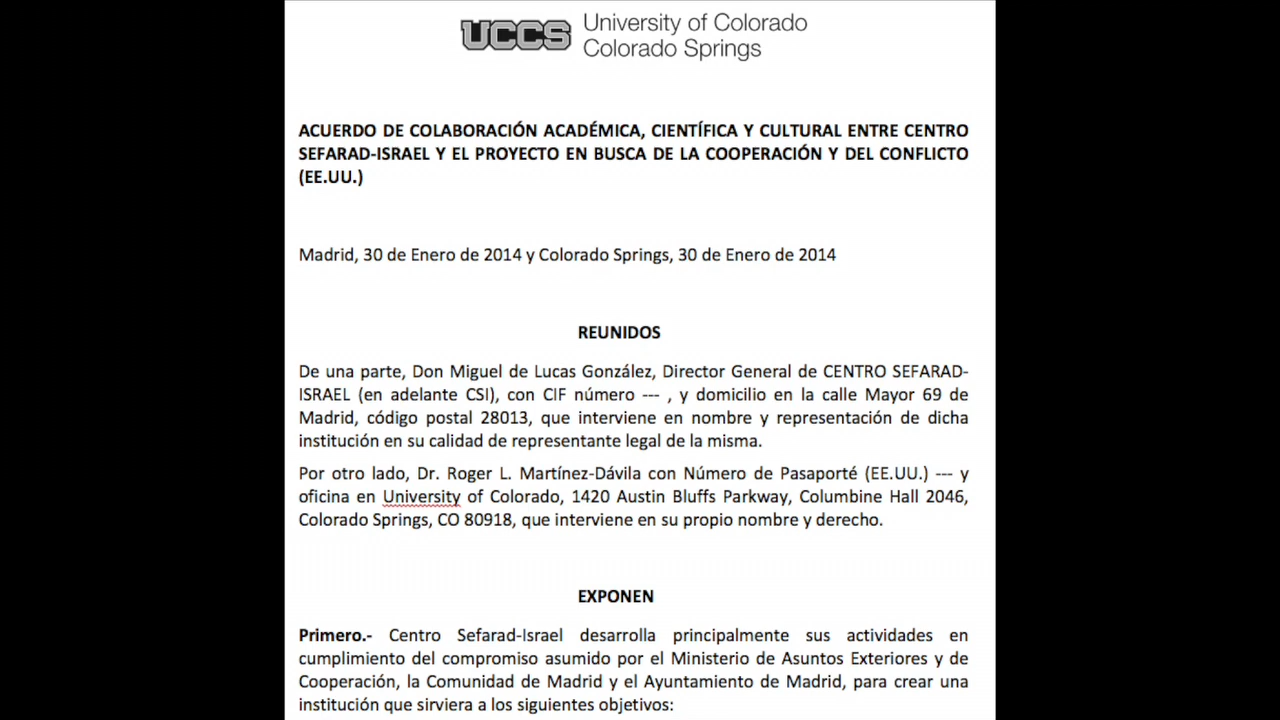 UCCS University of Colorado
Colorado Springs
ACUERDO DE COLABORACIÓN ACADÉMICA, CIENTÍFICA Y CULTURAL ENTRE CENTRO
SEFARAD-ISRAEL Y EL PROYECTO EN BUSCA DE LA COOPERACIÓN Y DEL CONFLICTO
(EE.UU.)
Madrid, 30 de Enero de 2014 y Colorado Springs, 30 de Enero de 2014
REUNIDOS
De una parte, Don Miguel de Lucas González, Director General de CENTRO SEFARAD-
ISRAEL (en adelante CSI), con CIF número --- , y domicilio en la calle Mayor 69 de
Madrid, código postal 28013, que interviene en nombre y representación de dicha
institución en su calidad de representante legal de la misma.
Por otro lado, Dr. Roger L. Martínez-Dávila con Número de Pasaporté (EE.UU.) --- y
oficina en University of Colorado, 1420 Austin Bluffs Parkway, Columbine Hall 2046,
Colorado Springs, CO 80918, que interviene en su propio nombre y derecho.
EXPONEN
Primero.- Centro Sefarad-Israel desarrolla principalmente sus actividades en
cumplimiento del compromiso asumido por el Ministerio de Asuntos Exteriores y de
Cooperación, la Comunidad de Madrid y el Ayuntamiento de Madrid, para crear una
institución que sirviera a los siguientes objetivos: